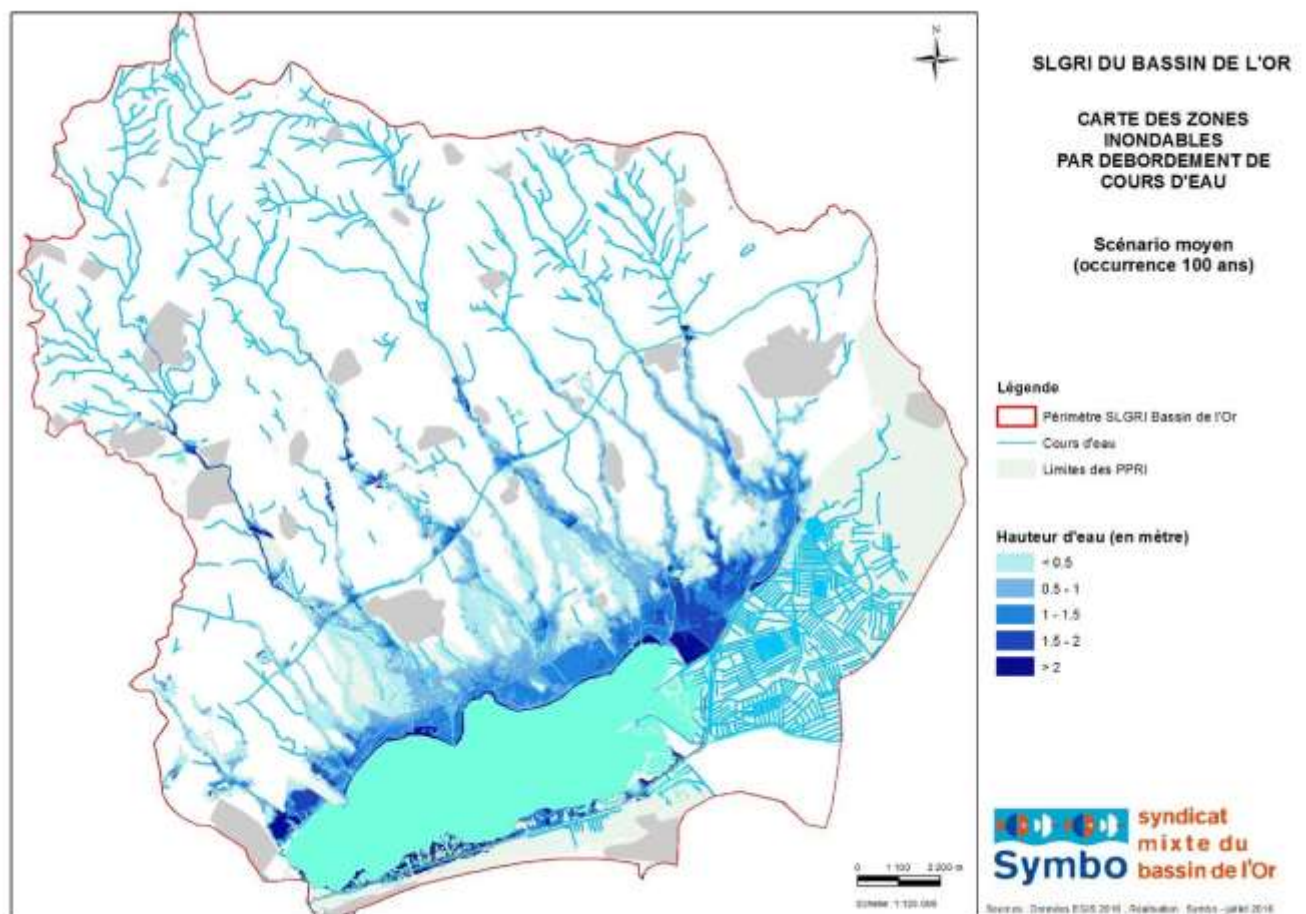 SLGRI DU BASSIN DE L'OR
CARTE DES ZONES
INONDABLES
PAR DEBORDEMENT DE
COURS D'EAU
Scénario moyen
(occurrence 100 ans)
Légende
Périmètre SLGRI Bassin de l'Or
Cours d'eau
Limites des PPRI
Hauteur d'eau (en mètre)
< 0.5
0.5 - 1
1 - 1.5
1.5 - 2
> 2
0 1 100 2 200 m
Symbo
syndicat
mixte du
bassin de l'Or